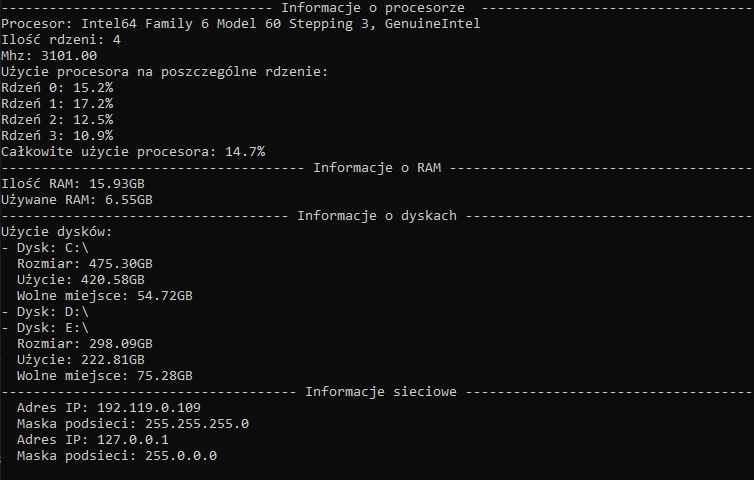 ---------------------------------- Informacje o procesorze  ----------------------------------
Procesor: Intel64 Family 6 Model 60 Stepping 3, GenuineIntel
Ilość rdzeni: 4
Mhz: 3101.00
Użycie procesora na poszczególne rdzenie:
Rdzeń 0: 15.2%
Rdzeń 1: 17.2%
Rdzeń 2: 12.5%
Rdzeń 3: 10.9%
Całkowite użycie procesora: 14.7%
-------------------------------------- Informacje o RAM --------------------------------------
Ilość RAM: 15.93GB
Używane RAM: 6.55GB
------------------------------------ Informacje o dyskach ------------------------------------
Użycie dysków:
- Dysk: C:\
  Rozmiar: 475.30GB
  Użycie: 420.58GB
  Wolne miejsce: 54.72GB
- Dysk: D:\
- Dysk: E:\
  Rozmiar: 298.09GB
  Użycie: 222.81GB
  Wolne miejsce: 75.28GB
------------------------------------- Informacje sieciowe ------------------------------------
  Adres IP: 192.119.0.109
  Maska podsieci: 255.255.255.0
  Adres IP: 127.0.0.1
  Maska podsieci: 255.0.0.0